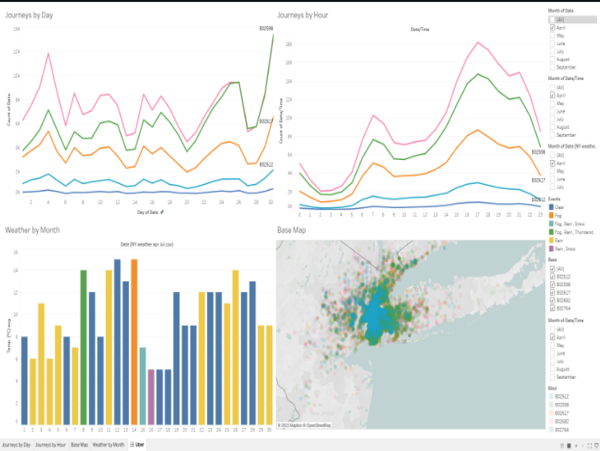 Journeys by Day
Journeys by Hour
Date/Time
14K
12K
10K
8K
6K
4K
2K
0K
Count of Date
2
4
6
8
10
12
14
16
18
20
22
24
26
28
30
Day of Date
B02598
B02617
B02512
Count of Date/Time
18K
16K
14K
12K
10K
8K
6K
4K
2K
0K
0 1 2 3 4 5 6 7 8 9 10 11 12 13 14 15 16 17 18 19 20 21 22 23
B02598
B02617
B02512
Weather by Month
Date (NY weather apr jul.csv)
16
14
12
10
8
6
4
2
0
1 2 3 4 5 6 7 8 9 10 11 12 13 14 15 16 17 18 19 20 21 22 23 24 25 26 27 28 29 30
Base Map
© 2023 Mapbox © OpenStreetMap
Month of Date
(All)
April
May
June
July
August
September
Month of Date/Time
(All)
April
May
June
July
August
September
Month of Date (NY weathe..
(All)
April
May
June
July
Events
Clear
Fog
Fog , Rain , Snow
Fog , Rain , Thunderst..
Rain
Rain , Snow
Base
(All)
B02512
B02598
B02617
B02682
B02764
Month of Date/Time
(All)
April
May
June
July
August
September
Base
B02512
B02598
B02617
B02682
B02764
Journeys by Day
Journeys by Hour
Base Map
Weather by Month
Uber